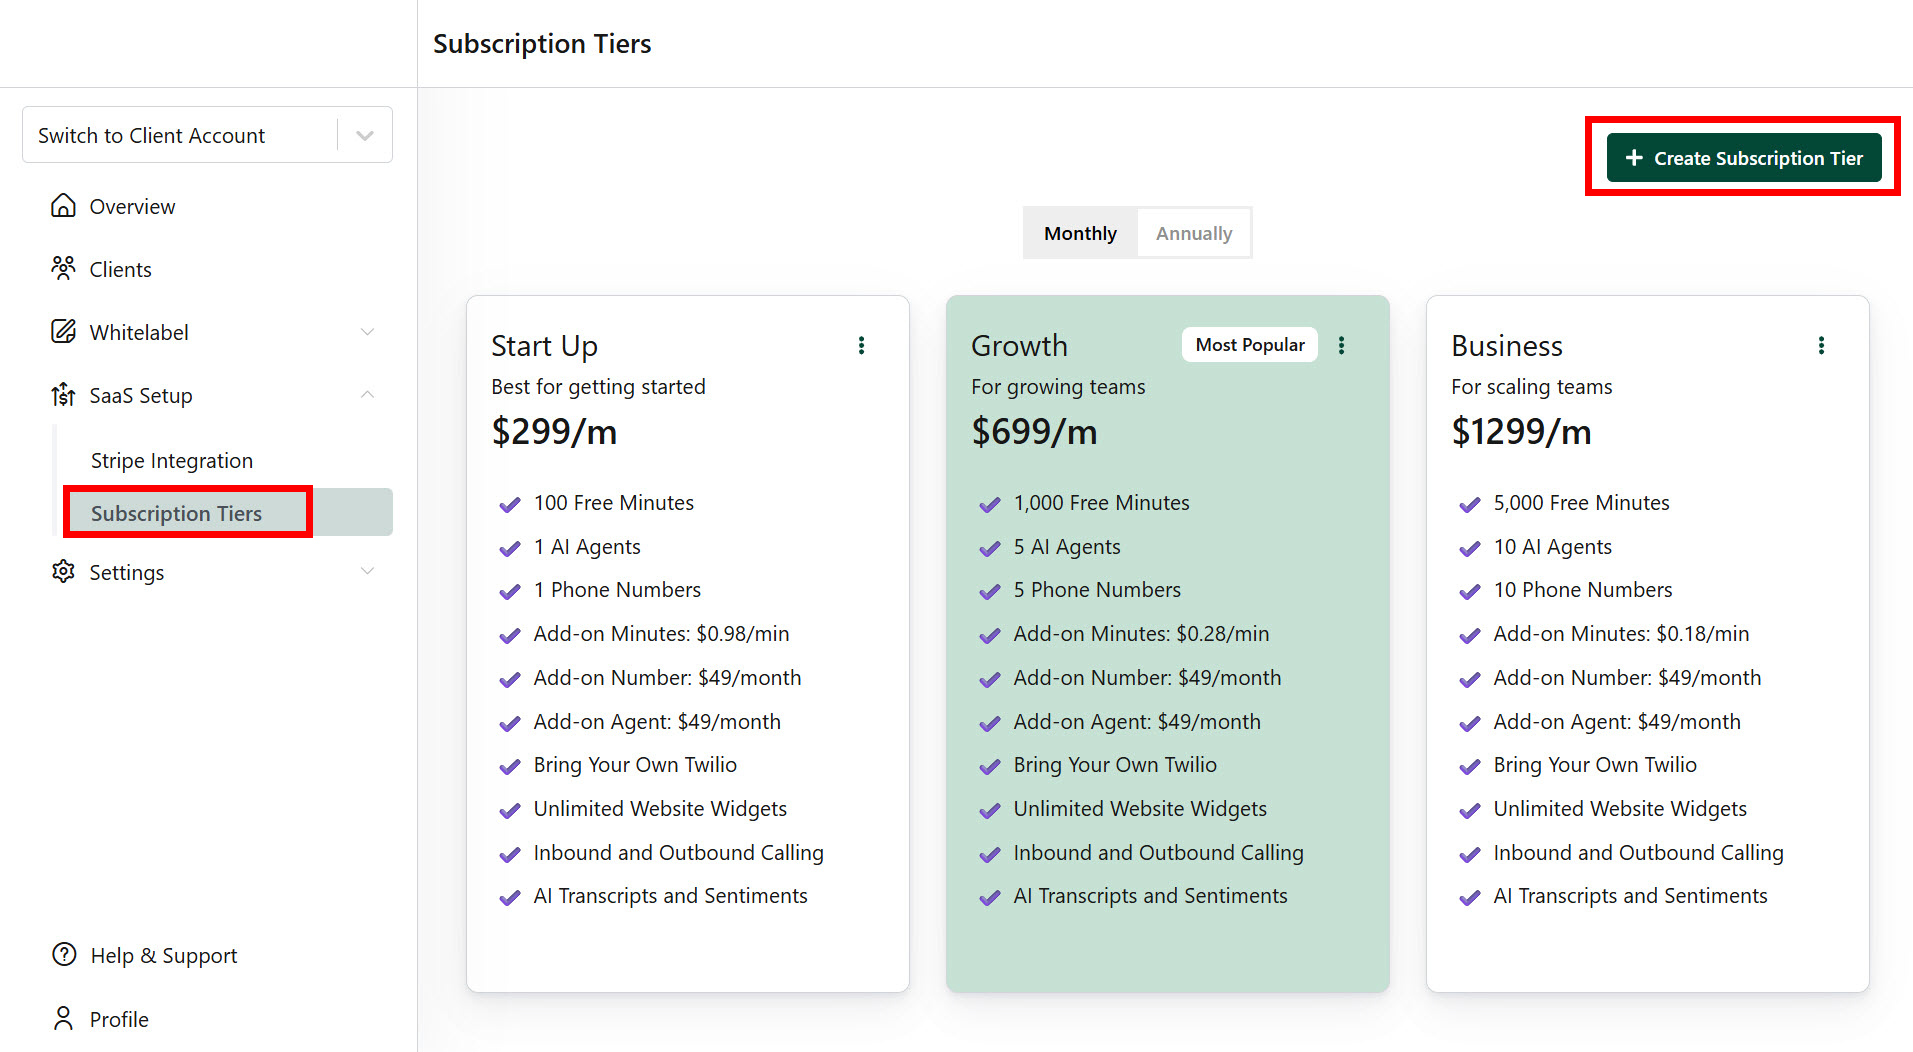 Subscription Tiers
Switch to Client Account
Overview
Clients
Whitelabel
SaaS Setup
Stripe Integration
Subscription Tiers
Settings
Help & Support
Profile
+ Create Subscription Tier
Monthly
Annually
Start Up
Best for getting started
$299/m
100 Free Minutes
1 AI Agents
1 Phone Numbers
Add-on Minutes: $0.98/min
Add-on Number: $49/month
Add-on Agent: $49/month
Bring Your Own Twilio
Unlimited Website Widgets
Inbound and Outbound Calling
AI Transcripts and Sentiments
Growth
Most Popular
For growing teams
$699/m
1,000 Free Minutes
5 AI Agents
5 Phone Numbers
Add-on Minutes: $0.28/min
Add-on Number: $49/month
Add-on Agent: $49/month
Bring Your Own Twilio
Unlimited Website Widgets
Inbound and Outbound Calling
AI Transcripts and Sentiments
Business
For scaling teams
$1299/m
5,000 Free Minutes
10 AI Agents
10 Phone Numbers
Add-on Minutes: $0.18/min
Add-on Number: $49/month
Add-on Agent: $49/month
Bring Your Own Twilio
Unlimited Website Widgets
Inbound and Outbound Calling
AI Transcripts and Sentiments